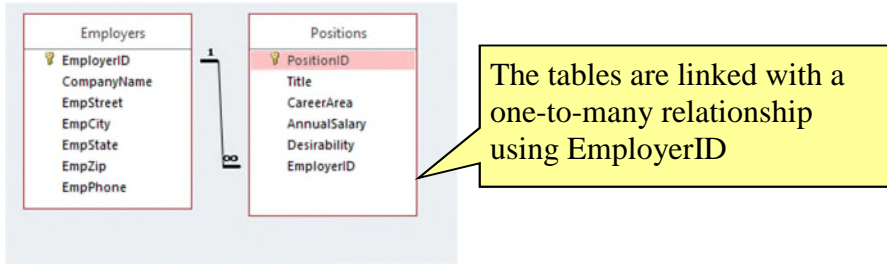 Employers
EmployerID
CompanyName
EmpStreet
EmpCity
EmpState
EmpZip
EmpPhone
1
∞
Positions
PositionID
Title
CareerArea
AnnualSalary
Desirability
EmployerID
The tables are linked with a
one-to-many relationship
using EmployerID